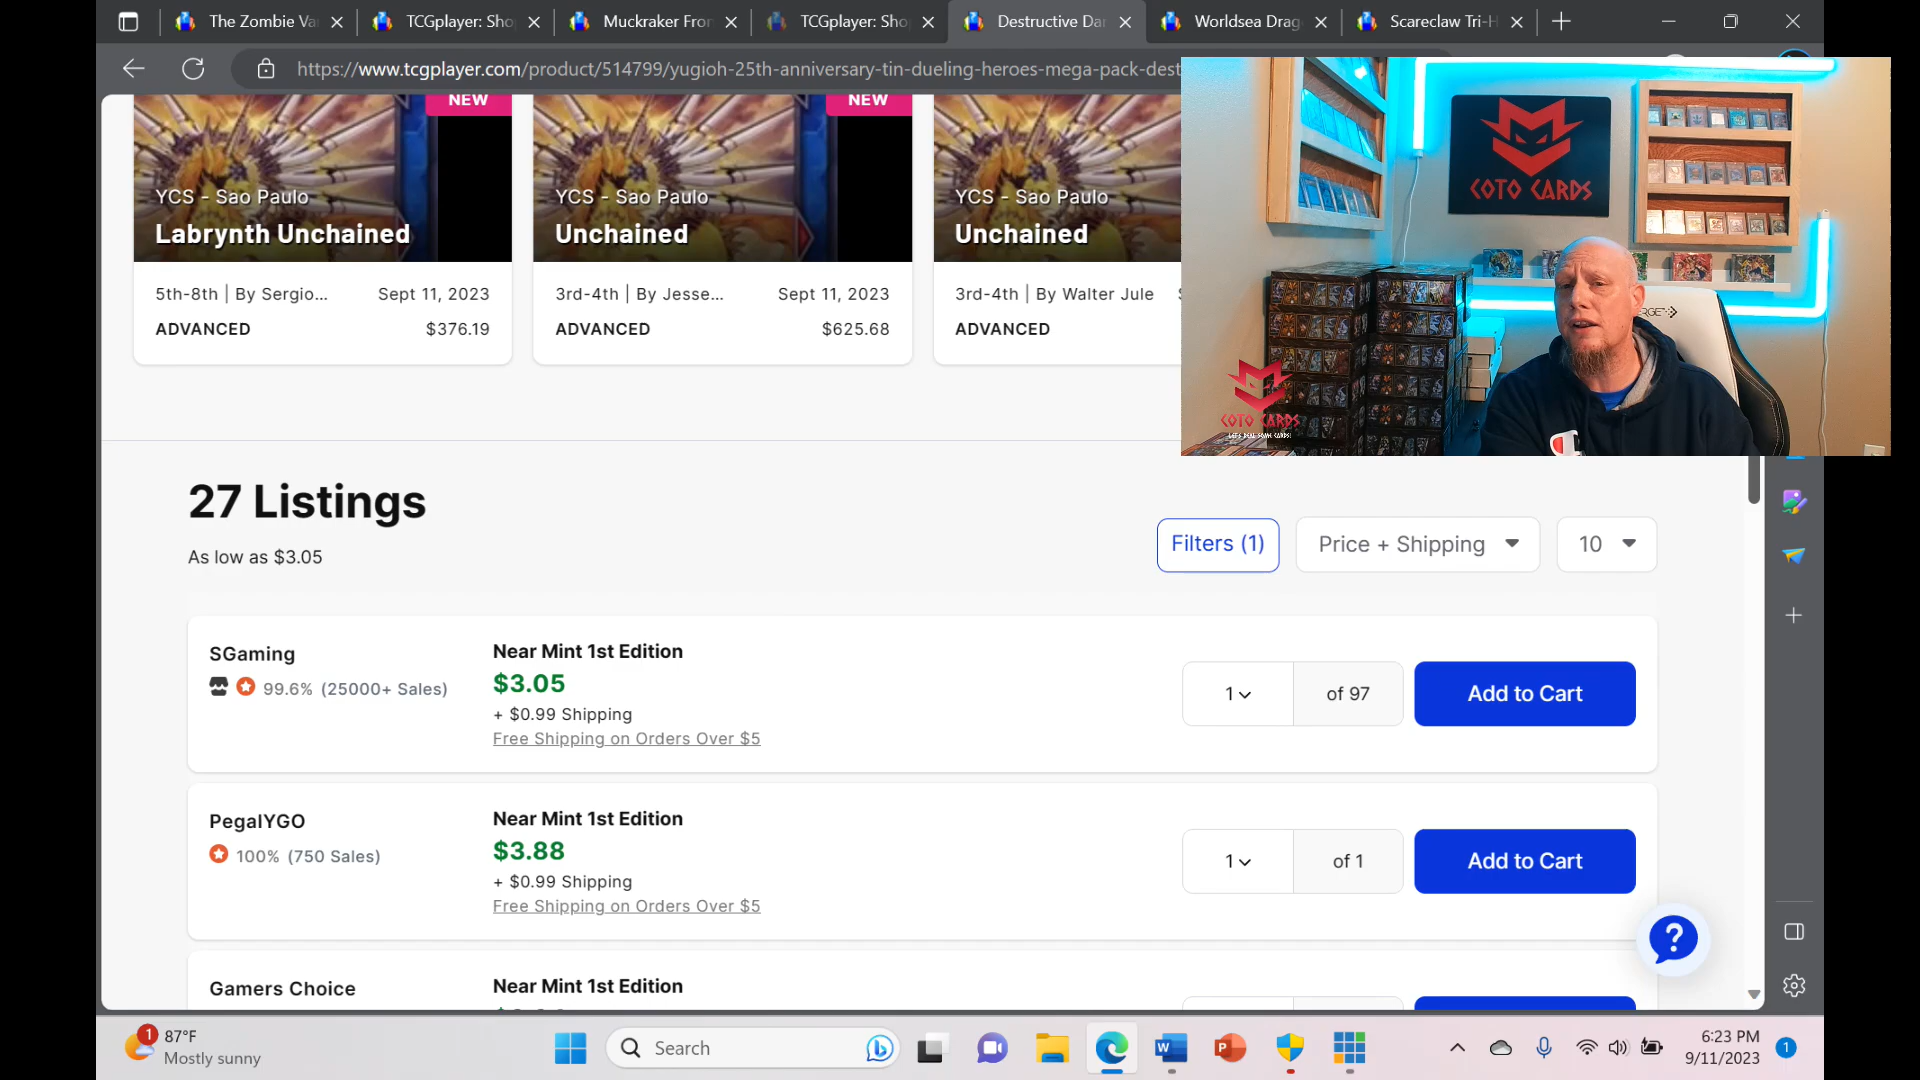 The Zombie Va
TCGplayer: Sho
Muckraker Fro
TCGplayer: Sho
Destructive Da
Worldsea Drag
Scareclaw Tri-H
https://www.tcgplayer.com/product/514799/yugioh-25th-anniversary-tin-dueling-heroes-mega-pack-dest
NEW
NEW
YCS - Sao Paulo
Labrynth Unchained
5th-8th | By Sergio... Sept 11, 2023
ADVANCED $376.19
YCS - Sao Paulo
Unchained
3rd-4th | By Jesse... Sept 11, 2023
ADVANCED $625.68
YCS - Sao Paulo
Unchained
3rd-4th | By Walter Jule
ADVANCED
COTO CARDS
COTO CARDS
LET'S DEAL SOME CARDS!
27 Listings
As low as $3.05
Filters (1)
Price + Shipping
10
SGaming
99.6% (25000+ Sales)
Near Mint 1st Edition
$3.05
+ $0.99 Shipping
Free Shipping on Orders Over $5
1 of 97
Add to Cart
PegalYGO
100% (750 Sales)
Near Mint 1st Edition
$3.88
+ $0.99 Shipping
Free Shipping on Orders Over $5
1 of 1
Add to Cart
Gamers Choice
Near Mint 1st Edition
1
87°F
Mostly sunny
Search
6:23 PM
9/11/2023
1